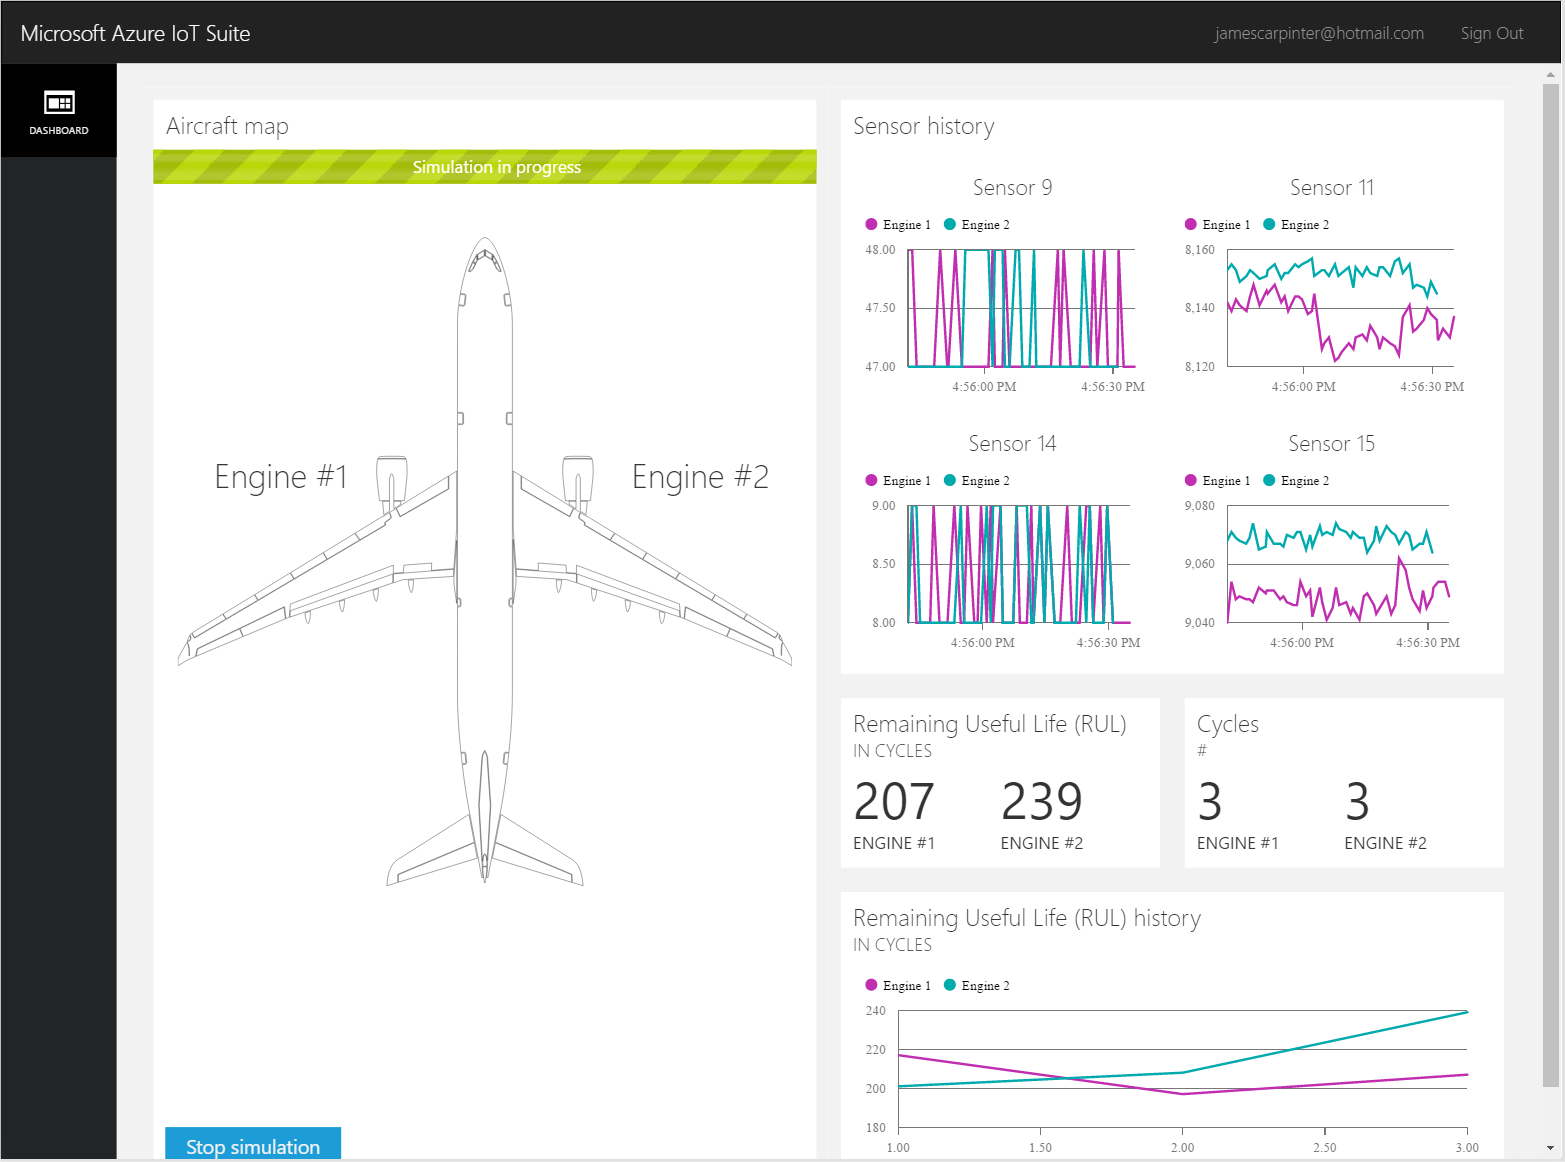 Microsoft Azure IoT Suite
jamescarpinter@hotmail.com Sign Out
DASHBOARD
Aircraft map
Simulation in progress
Engine #1
Engine #2
Stop simulation
Sensor history
Sensor 9
Engine 1 Engine 2
48.00
47.50
47.00
4:56:00 PM 4:56:30 PM
Sensor 11
Engine 1 Engine 2
8,160
8,140
8,120
4:56:00 PM 4:56:30 PM
Sensor 14
Engine 1 Engine 2
9.00
8.50
8.00
4:56:00 PM 4:56:30 PM
Sensor 15
Engine 1 Engine 2
9,080
9,060
9,040
4:56:00 PM 4:56:30 PM
Remaining Useful Life (RUL)
IN CYCLES
207 239
ENGINE #1 ENGINE #2
Cycles
#
3 3
ENGINE #1 ENGINE #2
Remaining Useful Life (RUL) history
IN CYCLES
Engine 1 Engine 2
240
220
200
180
1.00 1.50 2.00 2.50 3.00